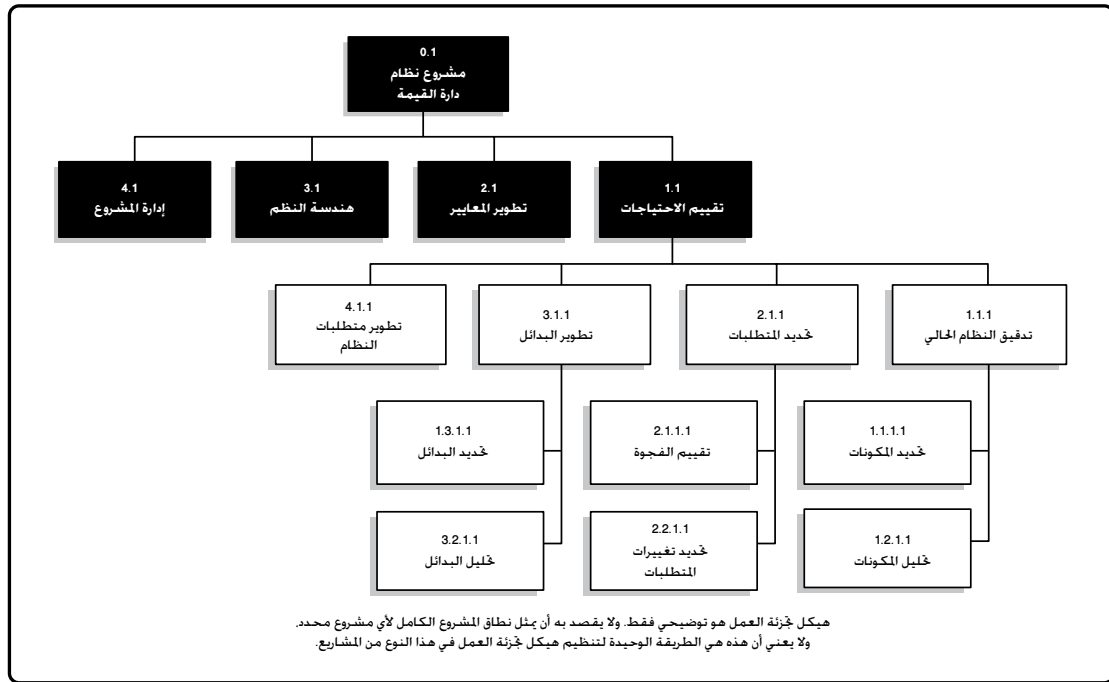 0.1
مشروع نظام
دارة القيمة
1.1
تقييم الاحتياجات
2.1
تطوير المعايير
3.1
هندسة النظم
4.1
إدارة المشروع
1.1.1
تدقيق النظام الحالي
2.1.1
تحديد المتطلبات
3.1.1
تطوير البدائل
4.1.1
تطوير متطلبات
النظام
1.1.1.1
تحديد المكونات
2.1.1.1
تقييم الفجوة
1.3.1.1
تحديد البدائل
1.2.1.1
تحليل المكونات
2.2.1.1
تحديد تغييرات
المتطلبات
3.2.1.1
تحليل البدائل
هيكل تجزئة العمل هو توضيحي فقط. ولا يقصد به أن يمثل نطاق المشروع الكامل لأي مشروع محدد.
ولا يعني أن هذه هي الطريقة الوحيدة لتنظيم هيكل تجزئة العمل في هذا النوع من المشاريع.